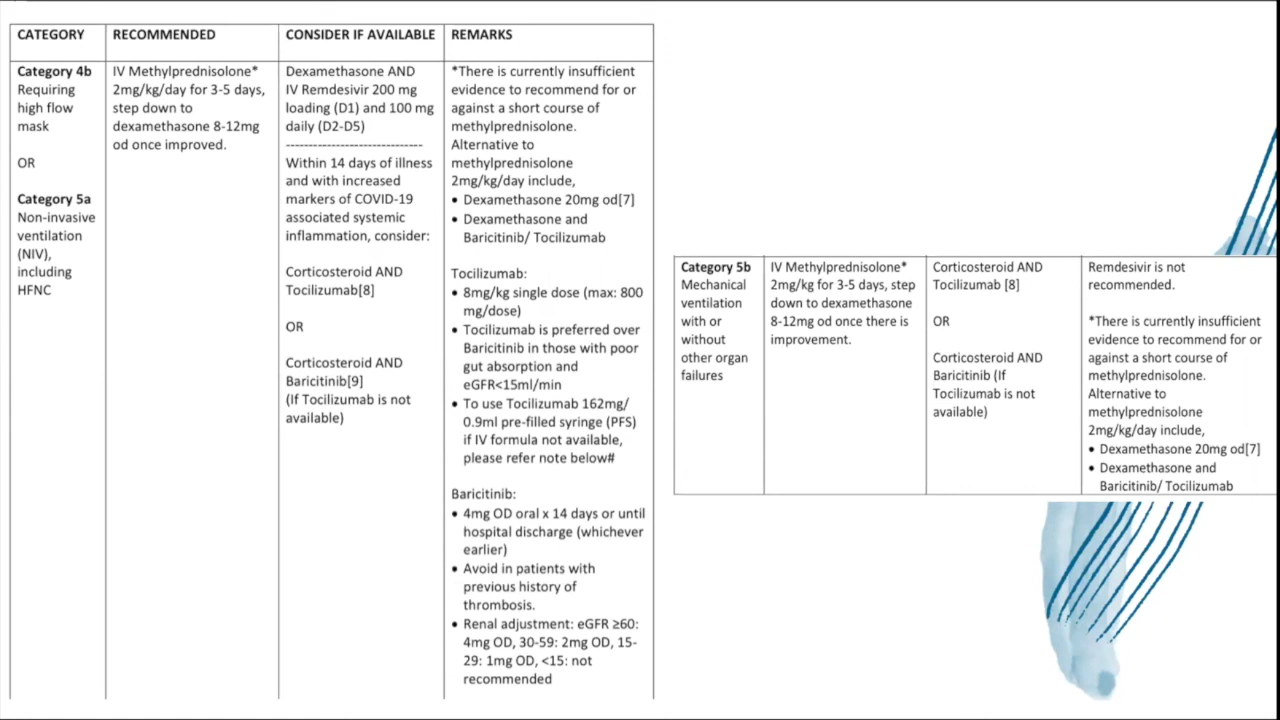 CATEGORY
RECOMMENDED
CONSIDER IF AVAILABLE
REMARKS
Category 4b
Requiring
high flow
mask
OR
Category 5a
Non-invasive
ventilation
(NIV),
including
HFNC
IV Methylprednisolone*
2mg/kg/day for 3-5 days,
step down to
dexamethasone 8-12mg
od once improved.
Dexamethasone AND
IV Remdesivir 200 mg
loading (D1) and 100 mg
daily (D2-D5)
------------------------------
Within 14 days of illness
and with increased
markers of COVID-19
associated systemic
inflammation, consider:
Corticosteroid AND
Tocilizumab[8]
OR
Corticosteroid AND
Baricitinib[9]
(If Tocilizumab is not
available)
*There is currently insufficient
evidence to recommend for or
against a short course of
methylprednisolone.
Alternative to
methylprednisolone
2mg/kg/day include,
• Dexamethasone 20mg od[7]
• Dexamethasone and
Baricitinib/ Tocilizumab
Tocilizumab:
• 8mg/kg single dose (max: 800
mg/dose)
• Tocilizumab is preferred over
Baricitinib in those with poor
gut absorption and
eGFR<15ml/min
• To use Tocilizumab 162mg/
0.9ml pre-filled syringe (PFS)
if IV formula not available,
please refer note below#
Baricitinib:
• 4mg OD oral x 14 days or until
hospital discharge (whichever
earlier)
• Avoid in patients with
previous history of
thrombosis.
• Renal adjustment: eGFR ≥60:
4mg OD, 30-59: 2mg OD, 15-
29: 1mg OD, <15: not
recommended
Category 5b
Mechanical
ventilation
with or
without
other organ
failures
IV Methylprednisolone*
2mg/kg for 3-5 days, step
down to dexamethasone
8-12mg od once there is
improvement.
Corticosteroid AND
Tocilizumab [8]
OR
Corticosteroid AND
Baricitinib (If
Tocilizumab is not
available)
Remdesivir is not
recommended.
*There is currently insufficient
evidence to recommend for or
against a short course of
methylprednisolone.
Alternative to
methylprednisolone
2mg/kg/day include,
• Dexamethasone 20mg od[7]
• Dexamethasone and
Baricitinib/ Tocilizumab